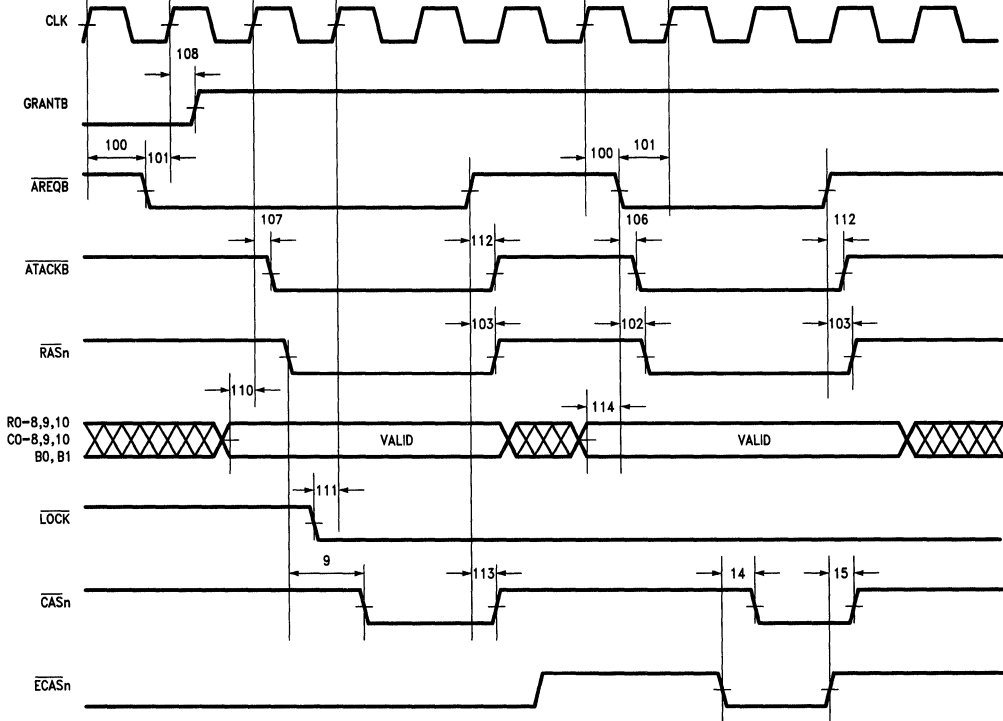 CLK
108
GRANTB
100 101 100 101
AREQB
107 106 112
112
ATACKB
103 102 103
RASn
110 114
R0-8,9,10
C0-8,9,10
B0, B1
VALID VALID
111
LOCK
9 113 14 15
CASn
ECASn